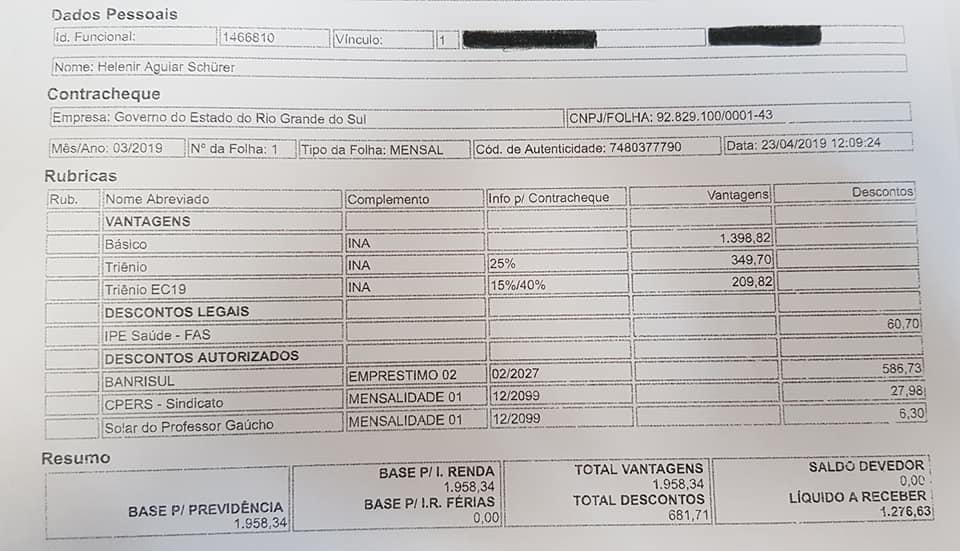 Dados Pessoais
Id. Funcional: 1466810 Vínculo: 1
Nome: Helenir Aguiar Schürer
Contracheque
Empresa: Governo do Estado do Rio Grande do Sul CNPJ/FOLHA: 92.829.100/0001-43
Mês/Ano: 03/2019 Nº da Folha: 1 Tipo da Folha: MENSAL Cód. de Autenticidade: 7480377790 Data: 23/04/2019 12:09:24
Rubricas
Rub. Nome Abreviado Complemento Info p/ Contracheque Vantagens Descontos
VANTAGENS
Básico INA 1.398,82
Triênio INA 25% 349,70
Triênio EC19 INA 15%/40% 209,82
DESCONTOS LEGAIS
IPE Saúde - FAS 60,70
DESCONTOS AUTORIZADOS
BANRISUL EMPRESTIMO 02 02/2027 586,73
CPERS - Sindicato MENSALIDADE 01 12/2099 27,98
Solar do Professor Gaúcho MENSALIDADE 01 12/2099 6,30
Resumo
BASE P/ PREVIDÊNCIA
1.958,34
BASE P/ I. RENDA
1.958,34
BASE P/ I.R. FÉRIAS
0,00
TOTAL VANTAGENS
1.958,34
TOTAL DESCONTOS
681,71
SALDO DEVEDOR
0,00
LÍQUIDO A RECEBER
1.276,63